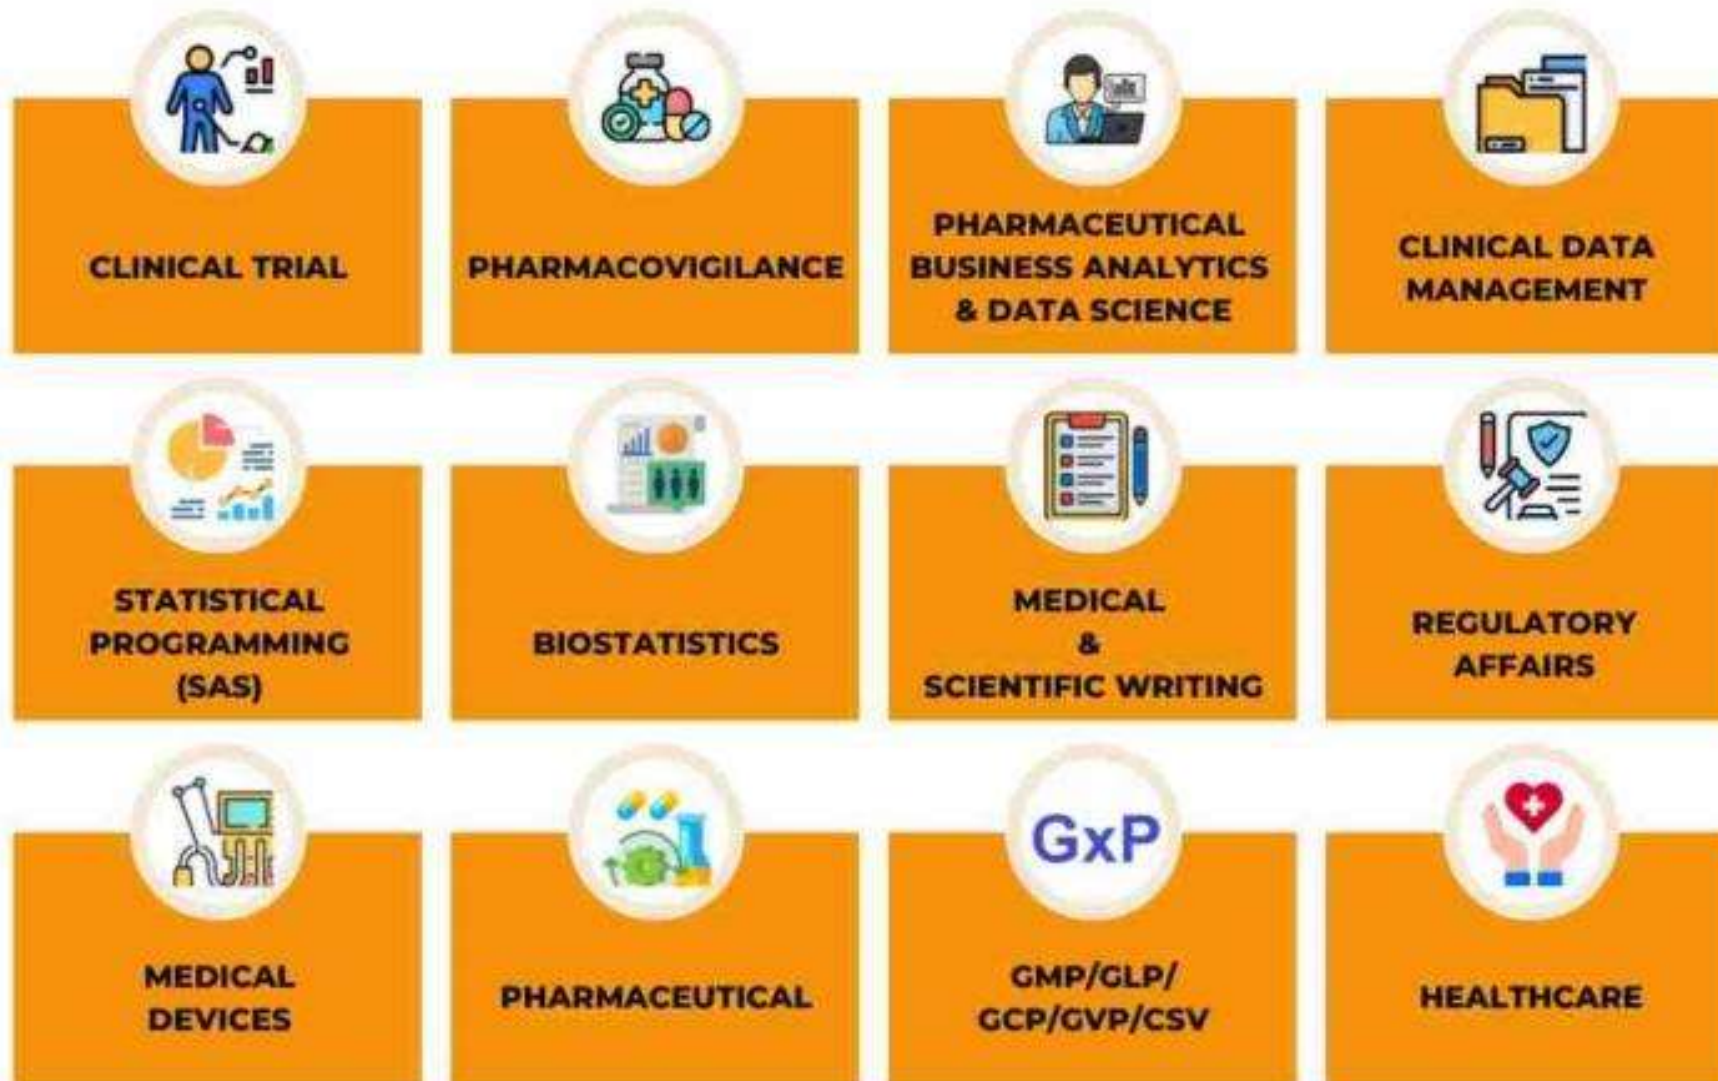 CLINICAL TRIAL
PHARMACOVIGILANCE
PHARMACEUTICAL
BUSINESS ANALYTICS
& DATA SCIENCE
CLINICAL DATA
MANAGEMENT
STATISTICAL
PROGRAMMING
(SAS)
BIOSTATISTICS
MEDICAL
&
SCIENTIFIC WRITING
REGULATORY
AFFAIRS
MEDICAL
DEVICES
PHARMACEUTICAL
GxP
GMP/GLP/
GCP/GVP/CSV
HEALTHCARE